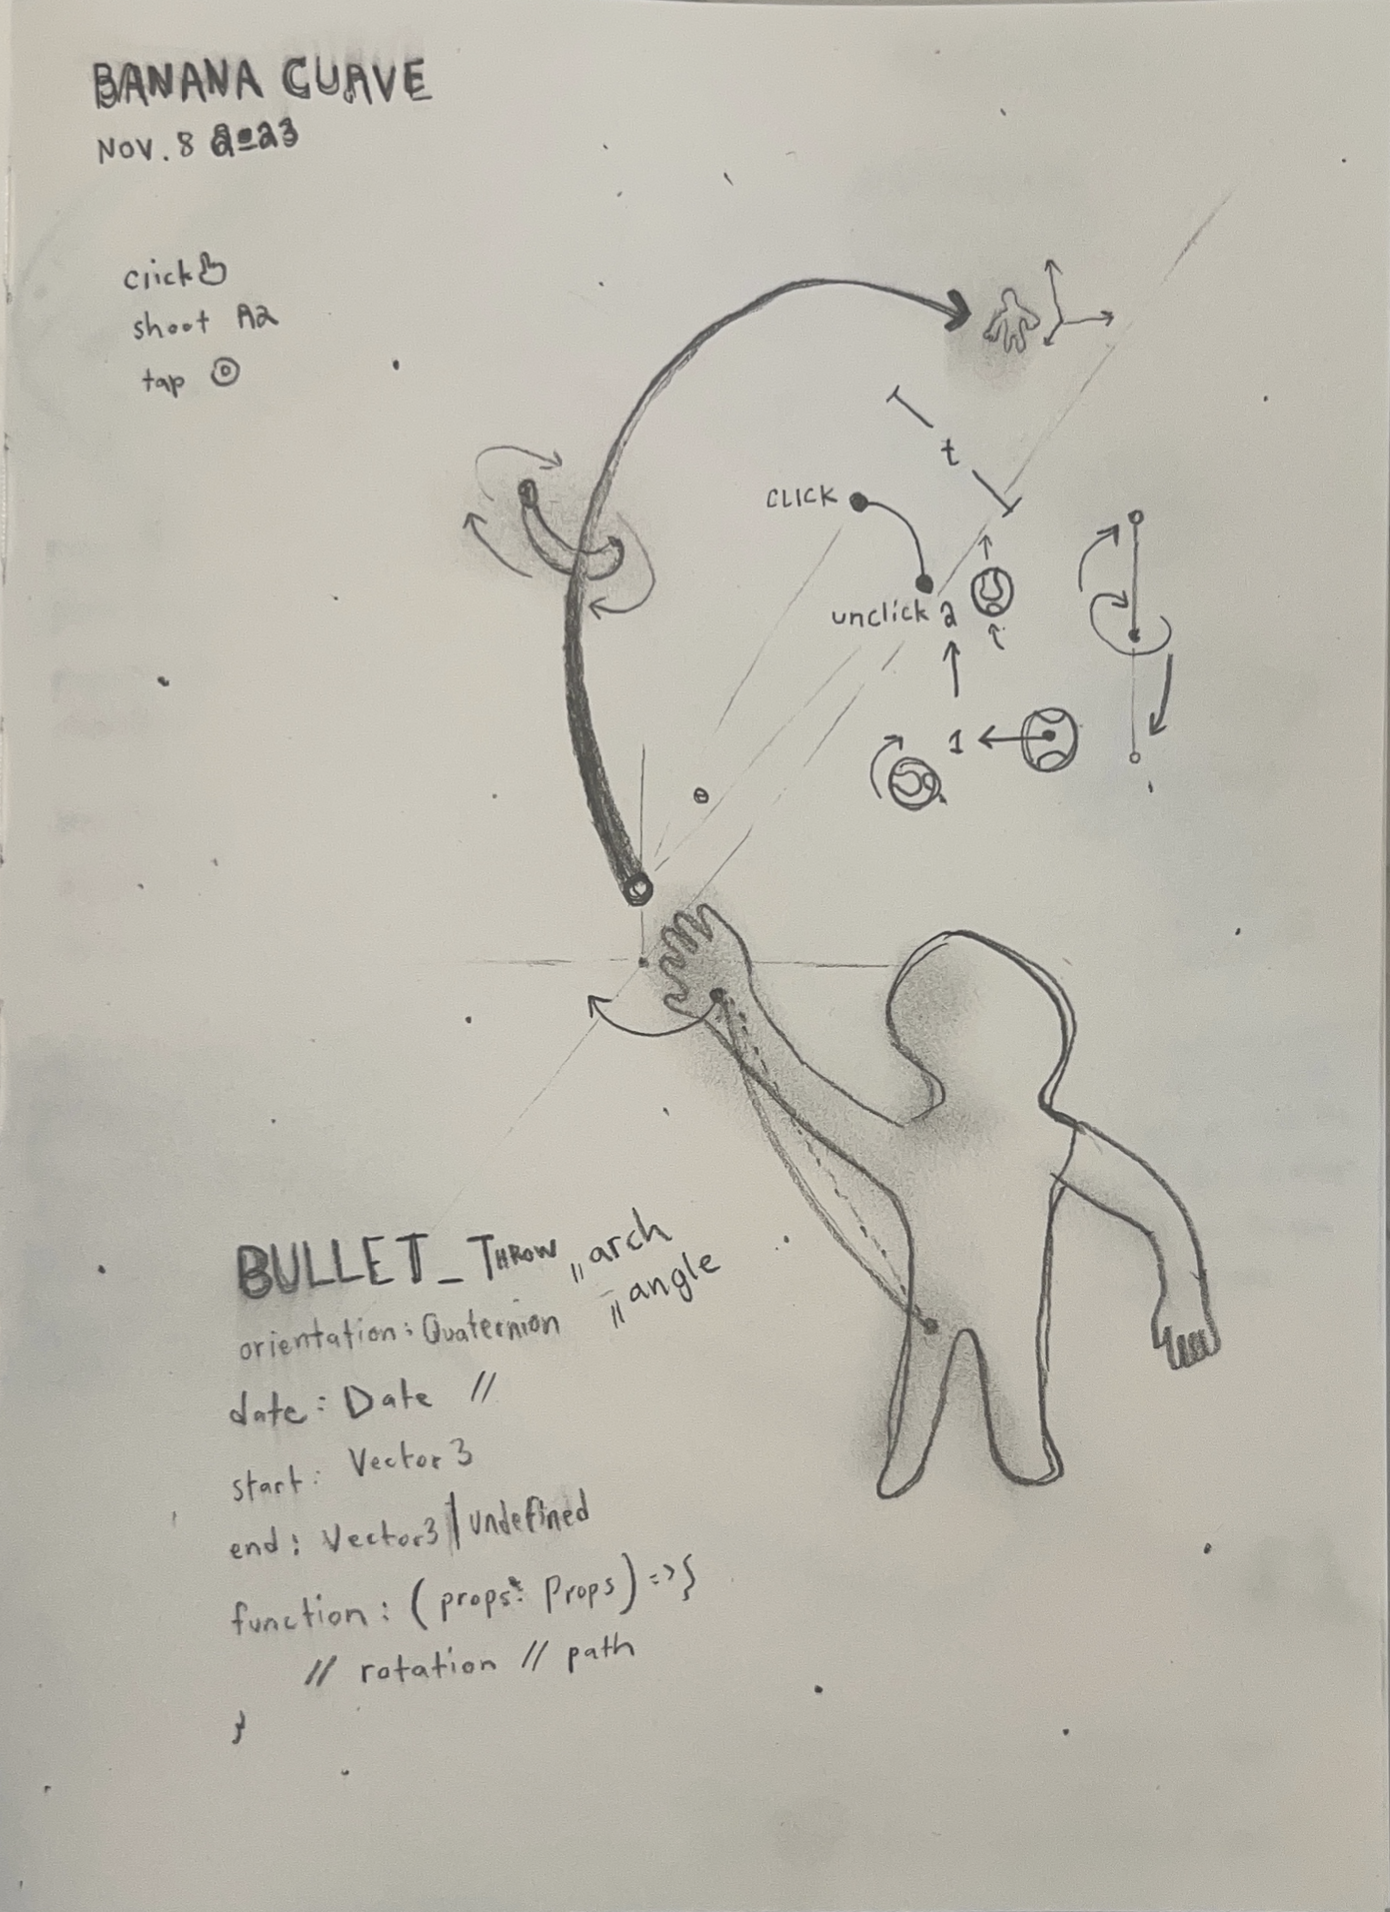 BANANA CURVE
NOV. 8 2023
click
shoot A2
tap
t
CLICK
unclick 2
1
BULLET_THROW // arch
// angle
orientation: Quaternion
date: Date //
start: Vector3
end: Vector3 | undefined
function: (props: Props) => {
// rotation // path
}